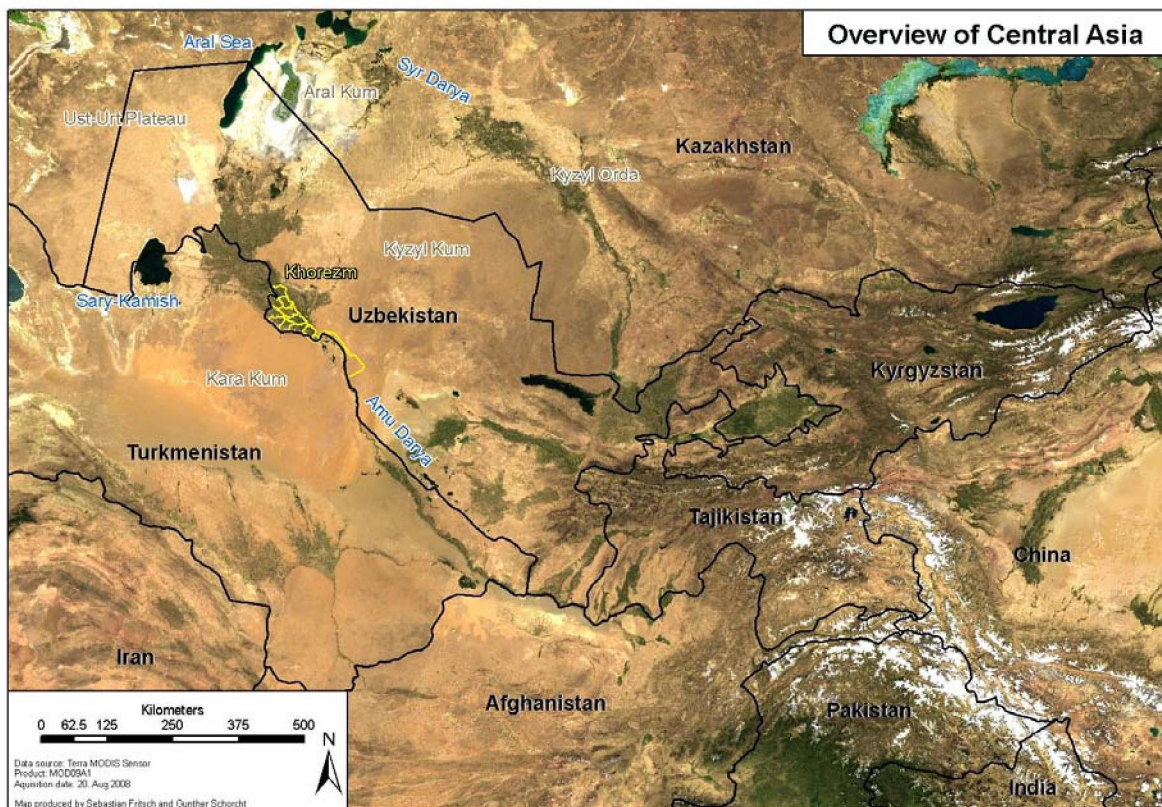 Overview of Central Asia
Aral Sea
Syr Darya
Aral Kum
Ust-Urt Plateau
Kazakhstan
Kyzyl Orda
Kyzyl Kum
Khorezm
Sary-Kamish
Uzbekistan
Kara Kum
Kyrgyzstan
Amu Darya
Turkmenistan
Tajikistan
China
Iran
Afghanistan
Pakistan
India
Kilometers
0 62.5 125 250 375 500
N
Data source: Terra MODIS Sensor
Product: MOD09A1
Aquisition date: 20. Aug 2008
Map produced by Sebastian Fritsch and Gunther Schorcht